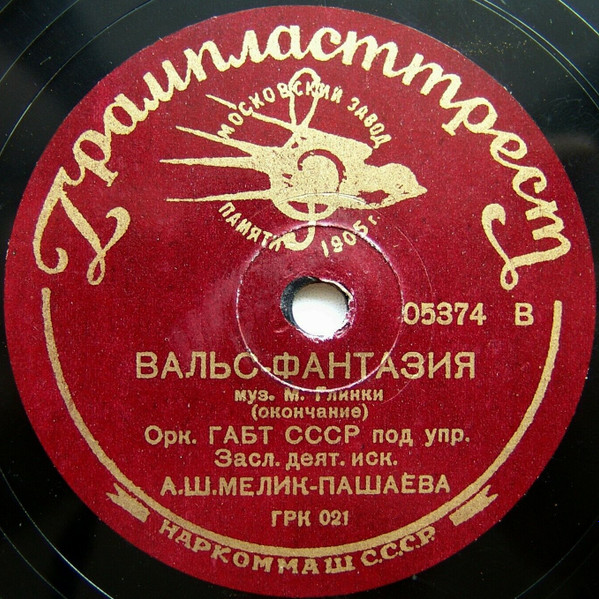 Грампласттрест
МОСКОВСКИЙ ЗАВОД
ПАМЯТИ 1905 г.
05374 В
ВАЛЬС-ФАНТАЗИЯ
муз. М. Глинки
(окончание)
Орк. ГАБТ СССР под упр.
Засл. деят. иск.
А.Ш.МЕЛИК-ПАШАЕВА
ГРК 021
НАРКОММАШ С.С.С.Р.